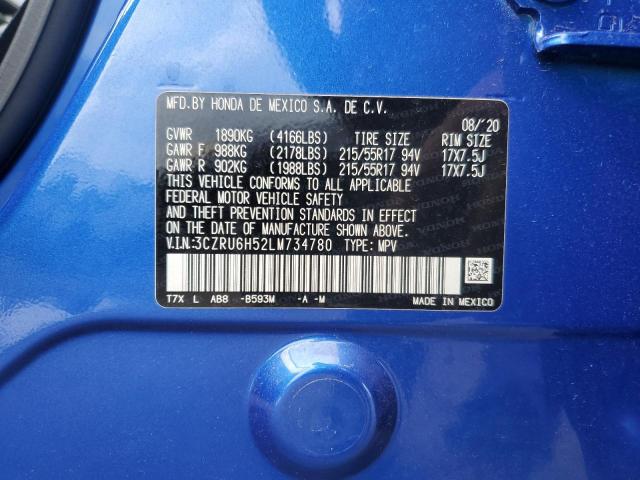 MFD.BY HONDA DE MEXICO S.A. DE C.V.
08/'20
GVWR 1890KG (4166LBS) TIRE SIZE RIM SIZE
GAWR F 988KG (2178LBS) 215/55R17 94V 17X7.5J
GAWR R 902KG (1988LBS) 215/55R17 94V 17X7.5J
THIS VEHICLE CONFORMS TO ALL APPLICABLE
FEDERAL MOTOR VEHICLE SAFETY
AND THEFT PREVENTION STANDARDS IN EFFECT
ON THE DATE OF MANUFACTURE SHOWN ABOVE.
V.I.N:3CZRU6H52LM734780 TYPE: MPV
T7X L AB8 -B593M -A -M MADE IN MEXICO